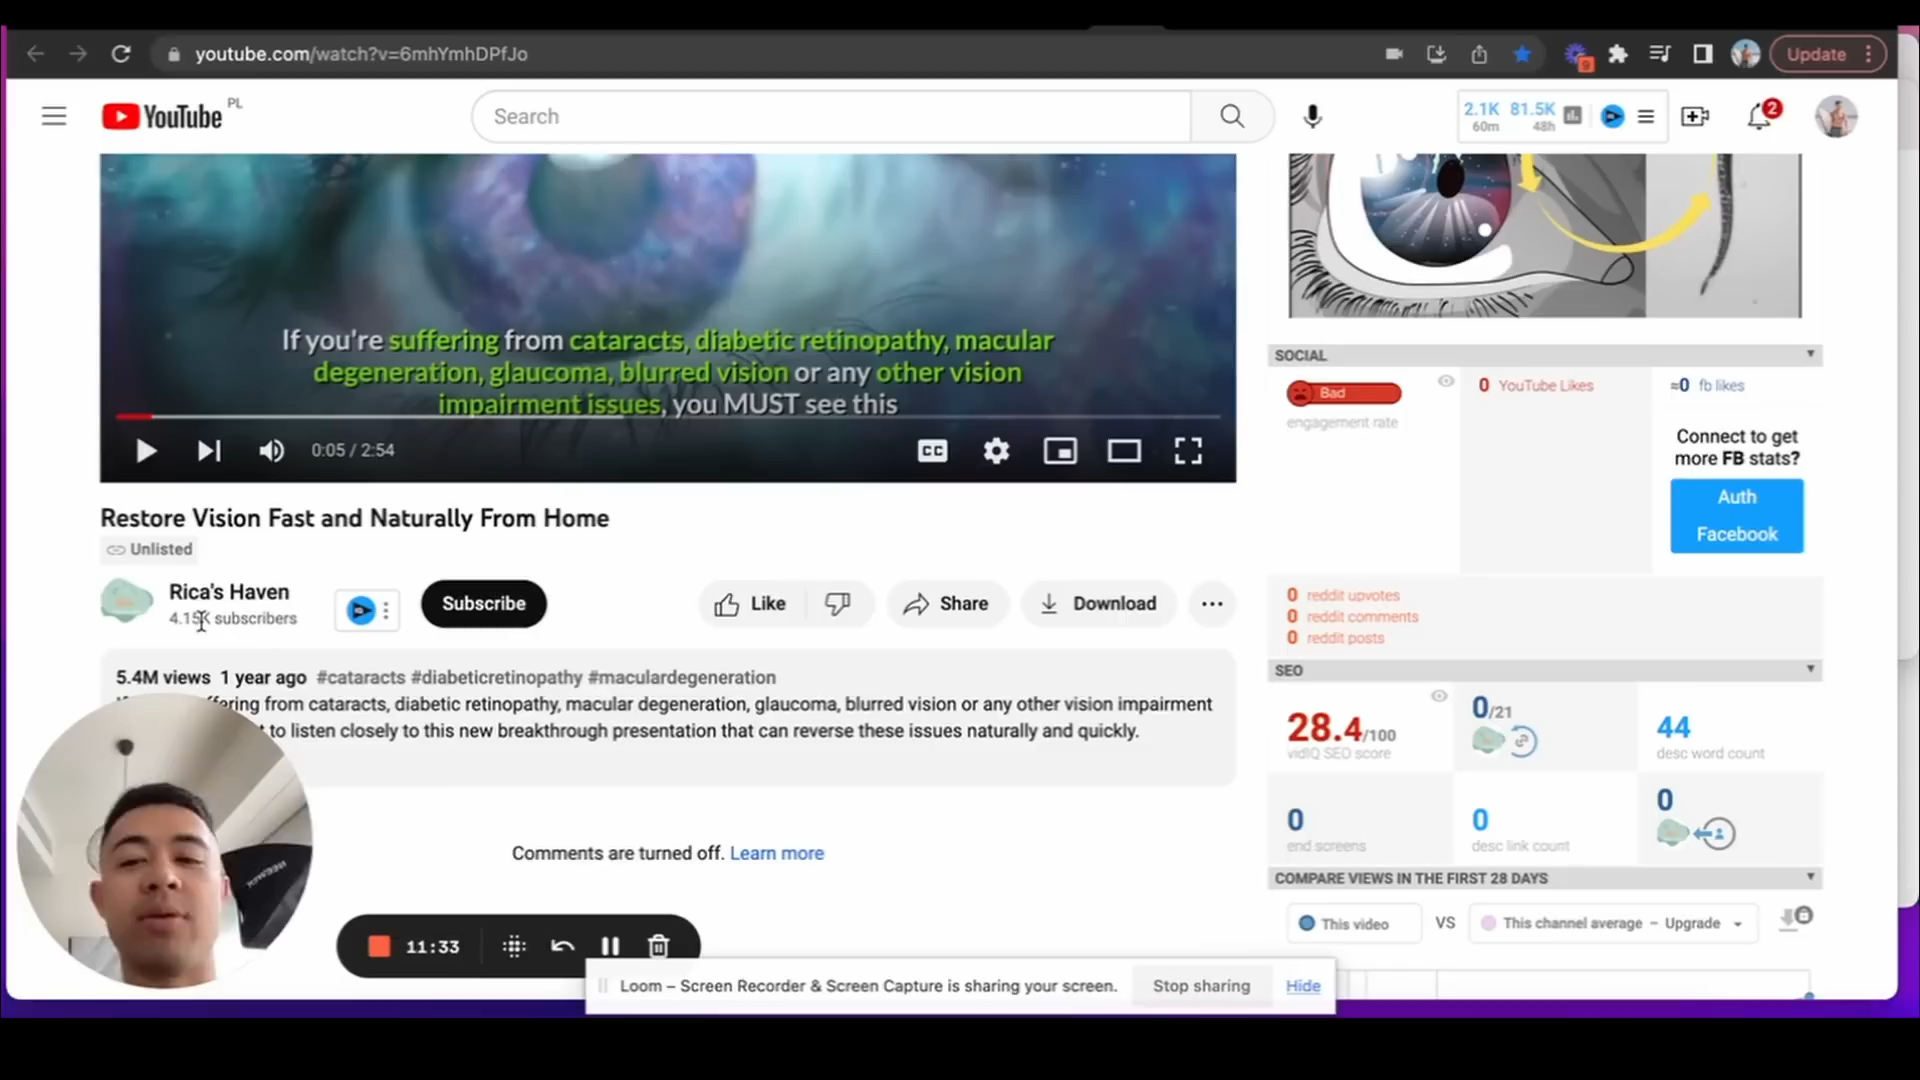 youtube.com/watch?v=6mhYmhDPfJo
9
Update
YouTube PL
Search
2.1K 81.5K
60m 48h
2
If you're suffering from cataracts, diabetic retinopathy, macular
degeneration, glaucoma, blurred vision or any other vision
impairment issues, you MUST see this
0:05 / 2:54
CC
Restore Vision Fast and Naturally From Home
Unlisted
Rica's Haven
4.15K subscribers
Subscribe
Like
Share
Download
5.4M views 1 year ago #cataracts #diabeticretinopathy #maculardegeneration
ffering from cataracts, diabetic retinopathy, macular degeneration, glaucoma, blurred vision or any other vision impairment
t to listen closely to this new breakthrough presentation that can reverse these issues naturally and quickly.
Comments are turned off. Learn more
11:33
Loom – Screen Recorder & Screen Capture is sharing your screen.
Stop sharing
Hide
SOCIAL
Bad
engagement rate
0 YouTube Likes
≈0 fb likes
Connect to get
more FB stats?
Auth
Facebook
0 reddit upvotes
0 reddit comments
0 reddit posts
SEO
28.4/100
vidIQ SEO score
0/21
44
desc word count
0
end screens
0
desc link count
0
COMPARE VIEWS IN THE FIRST 28 DAYS
This video
VS
This channel average – Upgrade